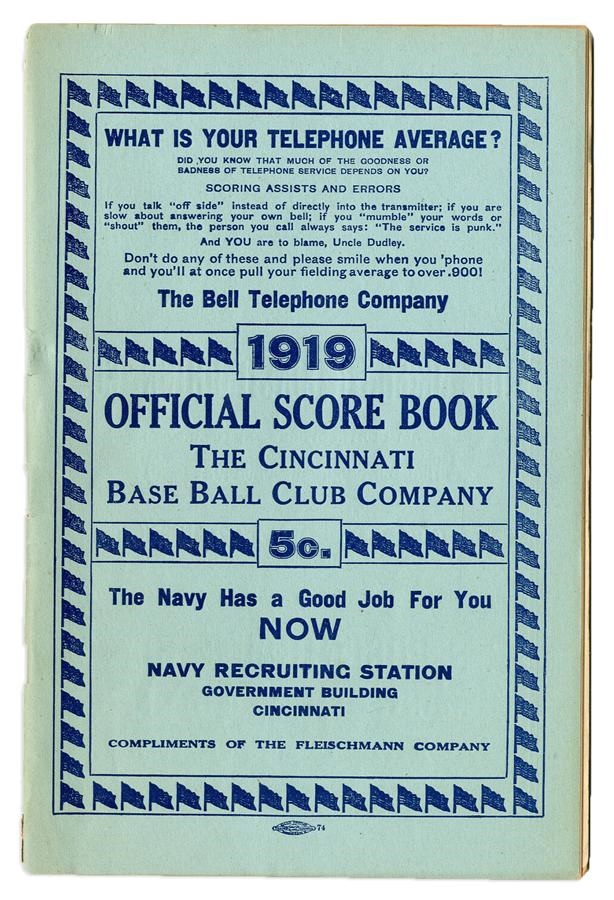 WHAT IS YOUR TELEPHONE AVERAGE?
DID YOU KNOW THAT MUCH OF THE GOODNESS OR
BADNESS OF TELEPHONE SERVICE DEPENDS ON YOU?
SCORING ASSISTS AND ERRORS
If you talk "off side" instead of directly into the transmitter; if you are
slow about answering your own bell; if you "mumble" your words or
"shout" them, the person you call always says: "The service is punk."
And YOU are to blame, Uncle Dudley.
Don't do any of these and please smile when you 'phone
and you'll at once pull your fielding average to over .900!
The Bell Telephone Company
1919
OFFICIAL SCORE BOOK
THE CINCINNATI
BASE BALL CLUB COMPANY
5c.
The Navy Has a Good Job For You
NOW
NAVY RECRUITING STATION
GOVERNMENT BUILDING
CINCINNATI
COMPLIMENTS OF THE FLEISCHMANN COMPANY
74